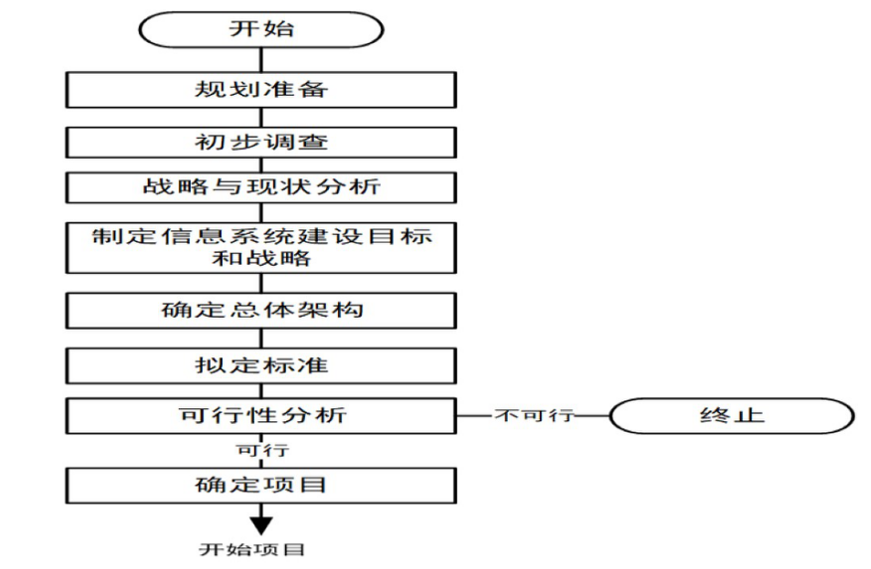 开始
规划准备
初步调查
战略与现状分析
制定信息系统建设目标
和战略
确定总体架构
拟定标准
可行性分析
不可行
终止
可行
确定项目
开始项目